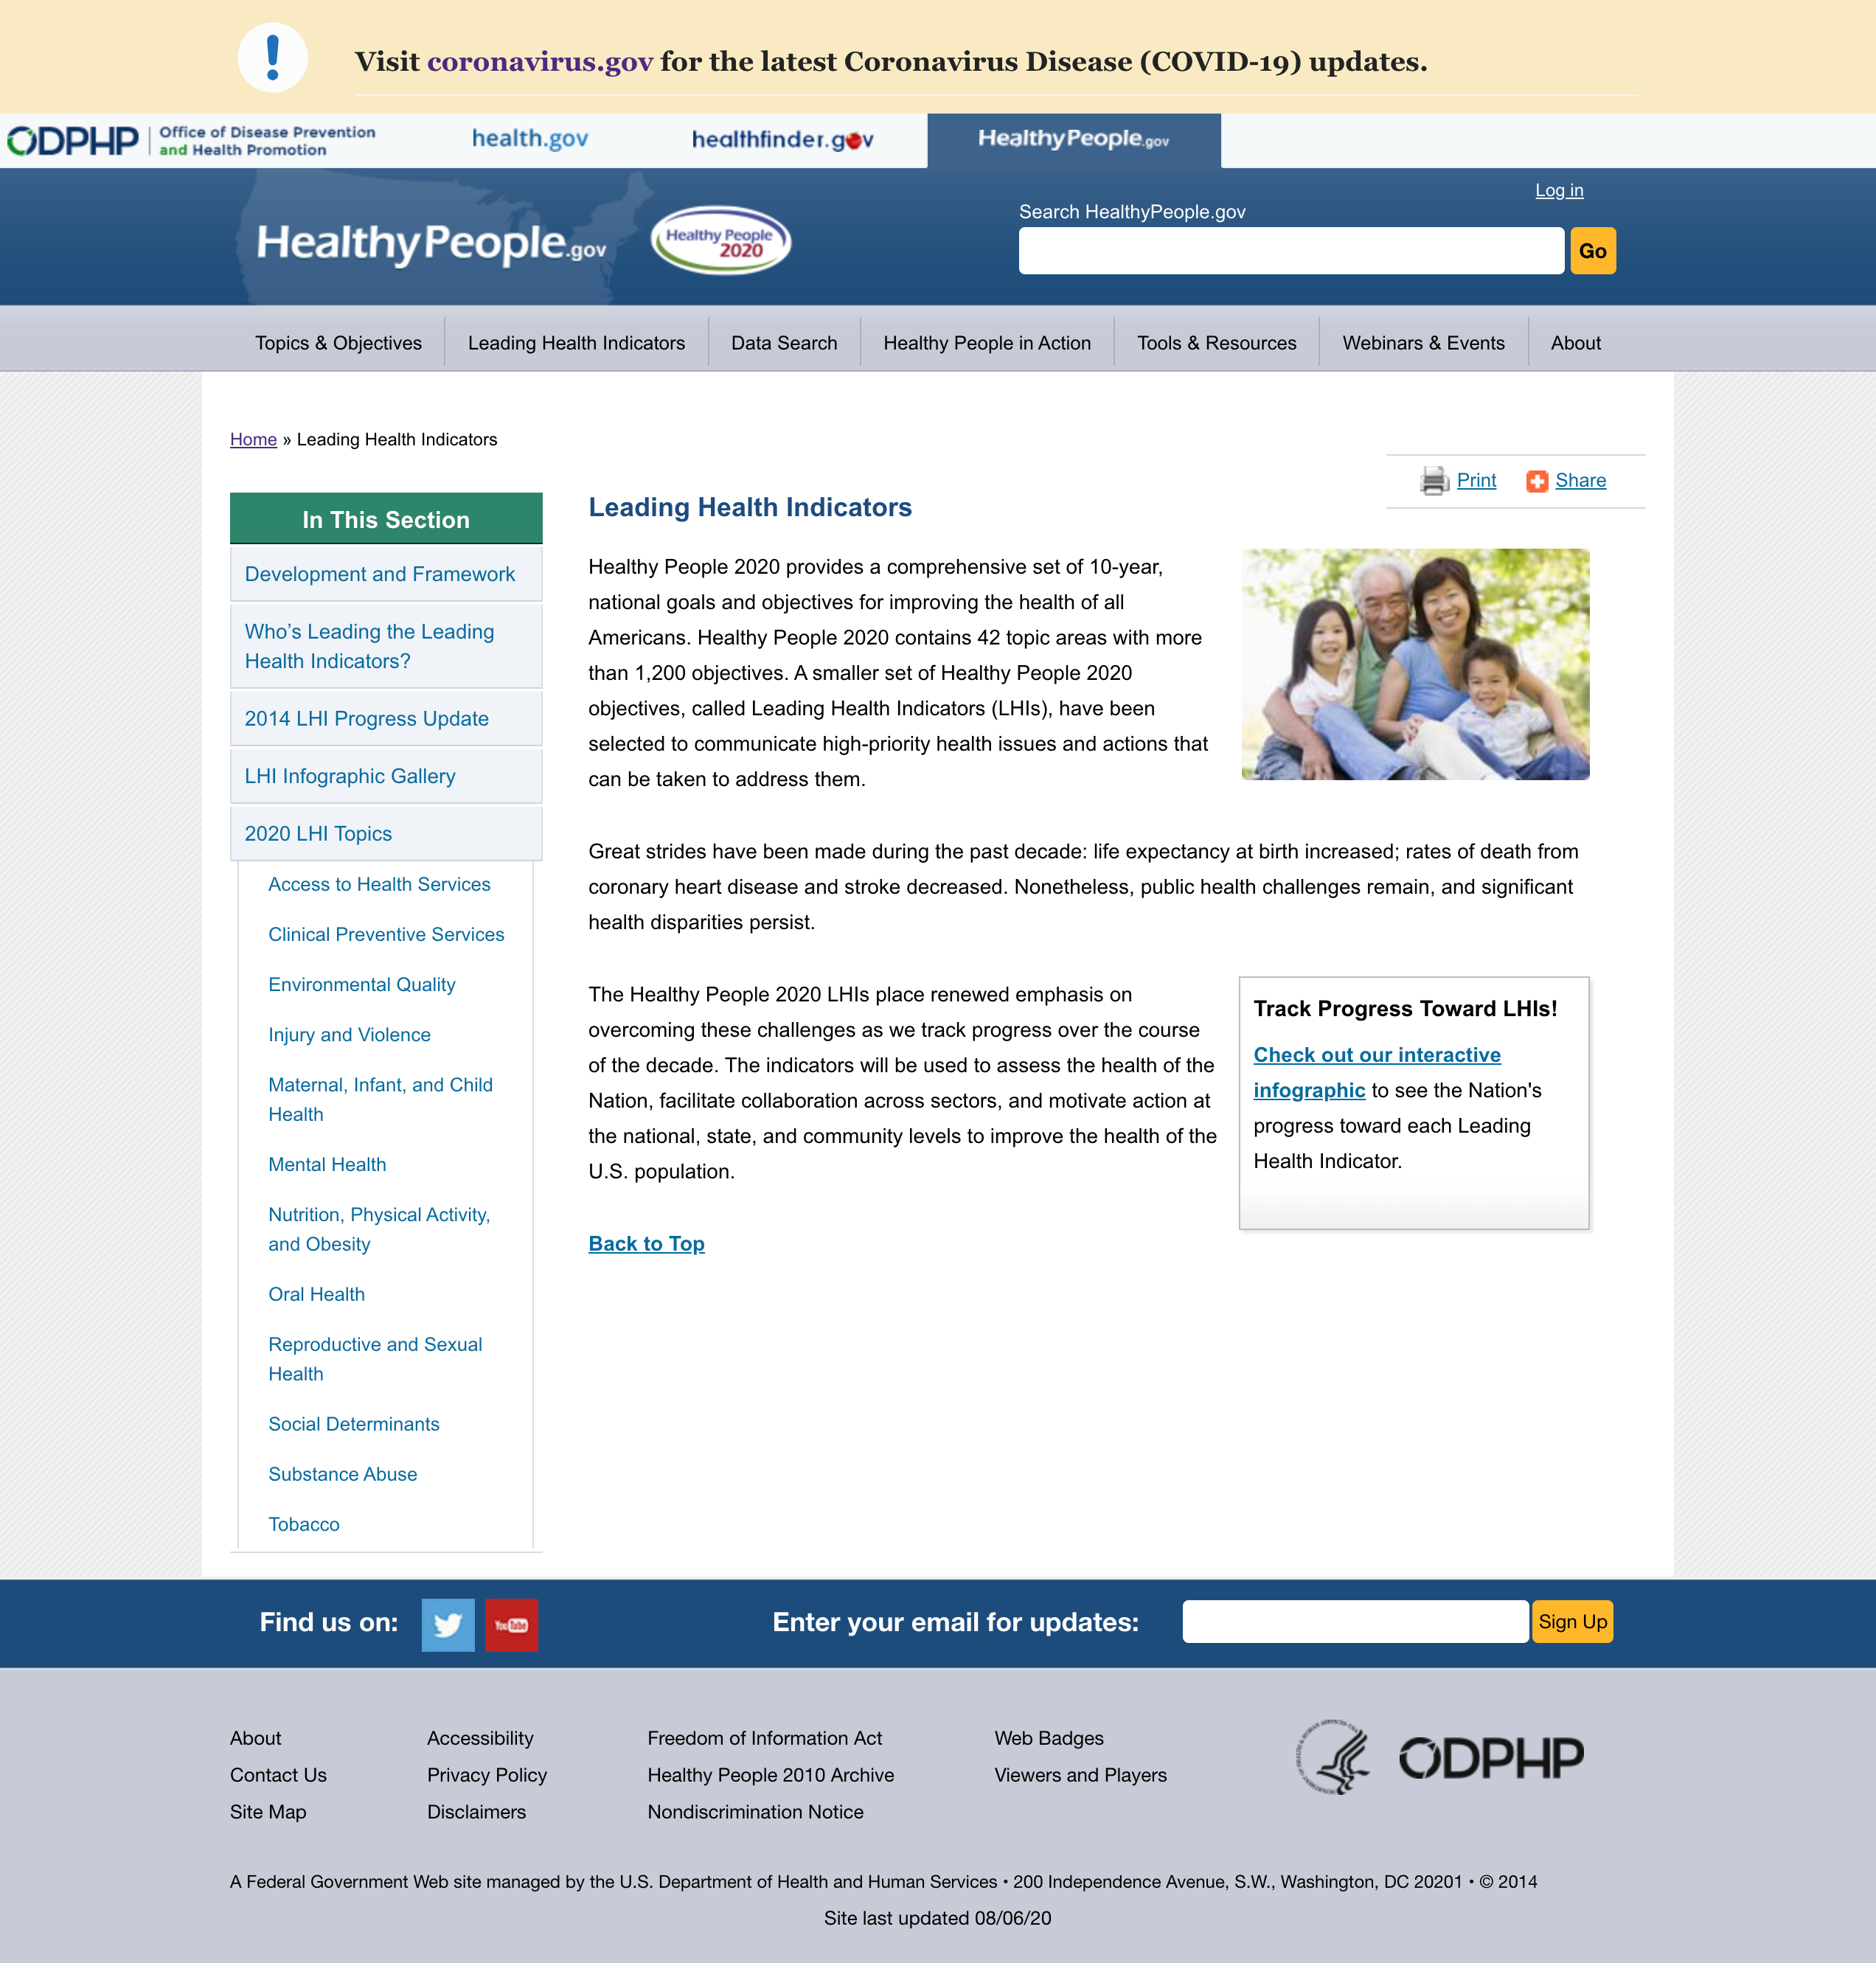 Visit coronavirus.gov for the latest Coronavirus Disease (COVID-19) updates.
ODPHP Office of Disease Prevention
and Health Promotion
health.gov
healthfinder.gov
HealthyPeople.gov
Log in
HealthyPeople.gov
Healthy People
2020
Search HealthyPeople.gov
Go
Topics & Objectives
Leading Health Indicators
Data Search
Healthy People in Action
Tools & Resources
Webinars & Events
About
Home » Leading Health Indicators
Print
Share
In This Section
Development and Framework
Who’s Leading the Leading
Health Indicators?
2014 LHI Progress Update
LHI Infographic Gallery
2020 LHI Topics
Access to Health Services
Clinical Preventive Services
Environmental Quality
Injury and Violence
Maternal, Infant, and Child
Health
Mental Health
Nutrition, Physical Activity,
and Obesity
Oral Health
Reproductive and Sexual
Health
Social Determinants
Substance Abuse
Tobacco
Leading Health Indicators
Healthy People 2020 provides a comprehensive set of 10-year,
national goals and objectives for improving the health of all
Americans. Healthy People 2020 contains 42 topic areas with more
than 1,200 objectives. A smaller set of Healthy People 2020
objectives, called Leading Health Indicators (LHIs), have been
selected to communicate high-priority health issues and actions that
can be taken to address them.
Great strides have been made during the past decade: life expectancy at birth increased; rates of death from
coronary heart disease and stroke decreased. Nonetheless, public health challenges remain, and significant
health disparities persist.
The Healthy People 2020 LHIs place renewed emphasis on
overcoming these challenges as we track progress over the course
of the decade. The indicators will be used to assess the health of the
Nation, facilitate collaboration across sectors, and motivate action at
the national, state, and community levels to improve the health of the
U.S. population.
Track Progress Toward LHIs!
Check out our interactive
infographic to see the Nation's
progress toward each Leading
Health Indicator.
Back to Top
Find us on:
YouTube
Enter your email for updates:
Sign Up
About
Contact Us
Site Map
Accessibility
Privacy Policy
Disclaimers
Freedom of Information Act
Healthy People 2010 Archive
Nondiscrimination Notice
Web Badges
Viewers and Players
ODPHP
A Federal Government Web site managed by the U.S. Department of Health and Human Services • 200 Independence Avenue, S.W., Washington, DC 20201 • © 2014
Site last updated 08/06/20